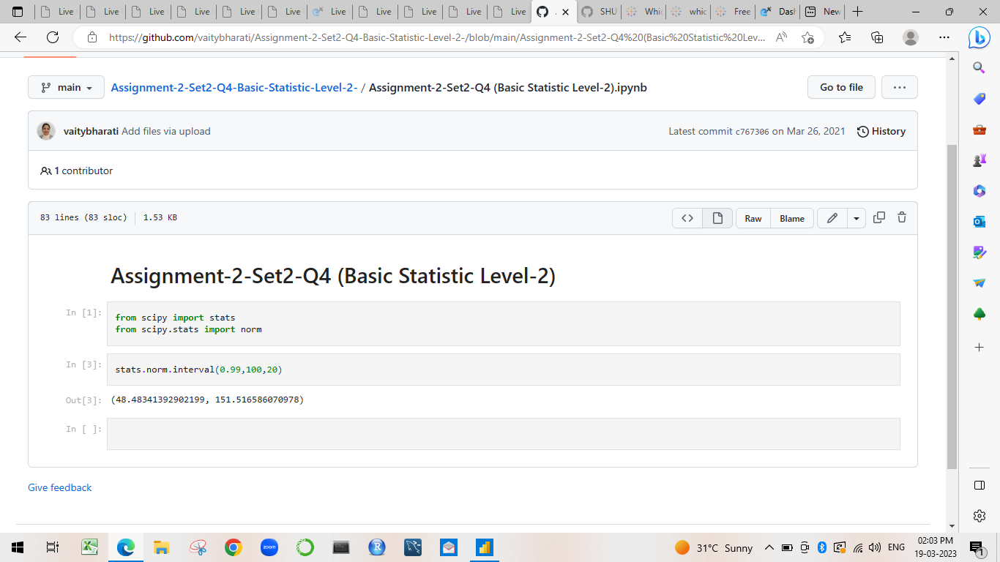 Live
Live
Live
Live
Live
Live
Live
Live
Live
Live
Live
SHU
Whic
whic
Free
Dash
New
https://github.com/vaitybharati/Assignment-2-Set2-Q4-Basic-Statistic-Level-2-/blob/main/Assignment-2-Set2-Q4%20(Basic%20Statistic%20Lev...
main
Assignment-2-Set2-Q4-Basic-Statistic-Level-2- / Assignment-2-Set2-Q4 (Basic Statistic Level-2).ipynb
Go to file
vaitybharati Add files via upload
Latest commit c767306 on Mar 26, 2021
History
1 contributor
83 lines (83 sloc)
1.53 KB
Raw
Blame
Assignment-2-Set2-Q4 (Basic Statistic Level-2)
In [1]:
from scipy import stats
from scipy.stats import norm
In [3]:
stats.norm.interval(0.99,100,20)
Out[3]:
(48.48341392902199, 151.516586070978)
In [ ]:
Give feedback
zoom
31°C Sunny
ENG
02:03 PM
19-03-2023
1